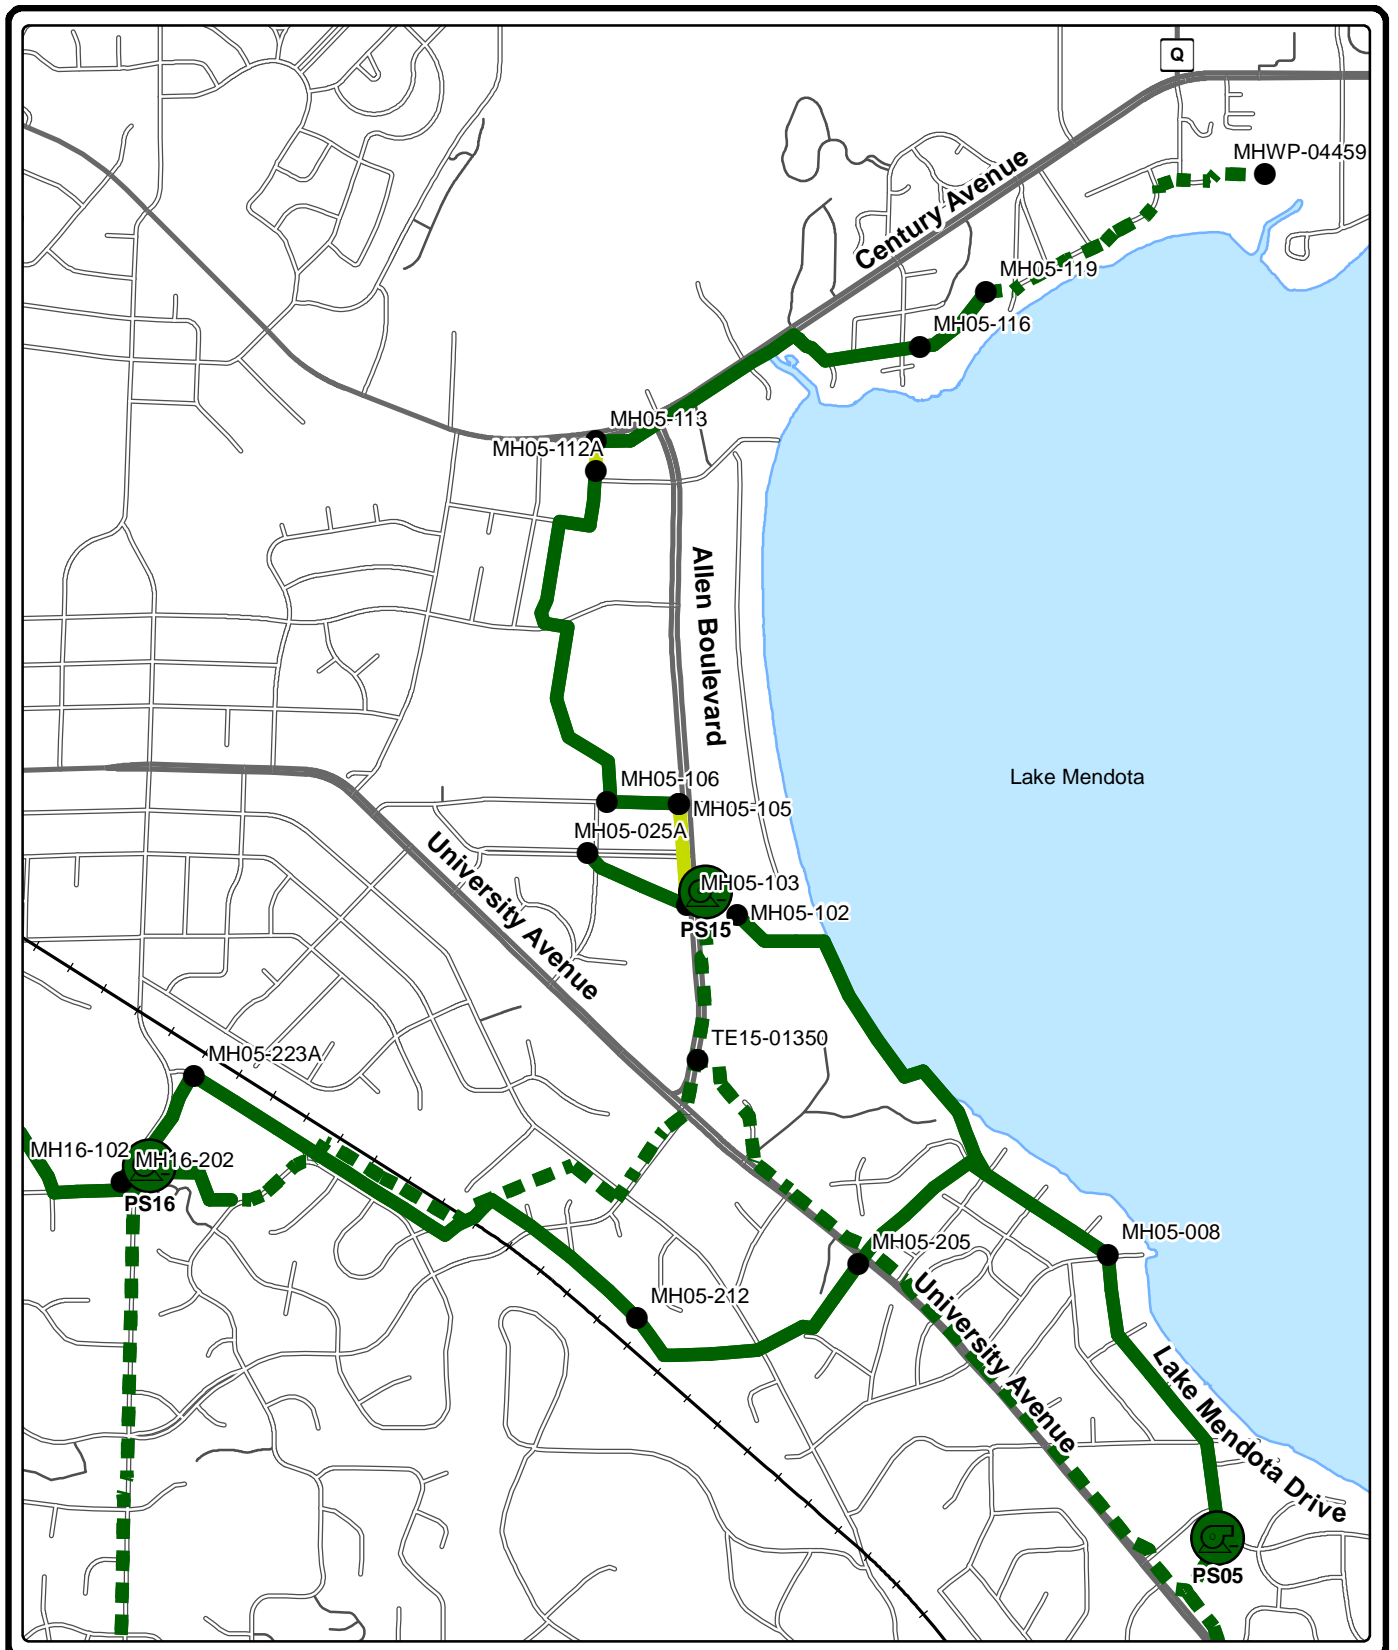 Q
MHWP-04459
Century Avenue
MH05-119
MH05-116
MH05-113
MH05-112A
Allen Boulevard
Lake Mendota
MH05-106
MH05-105
MH05-025A
University Avenue
MH05-103
MH05-102
PS15
TE15-01350
MH05-223A
MH16-102
MH16-202
PS16
MH05-008
MH05-205
MH05-212
University Avenue
Lake Mendota Drive
PS05